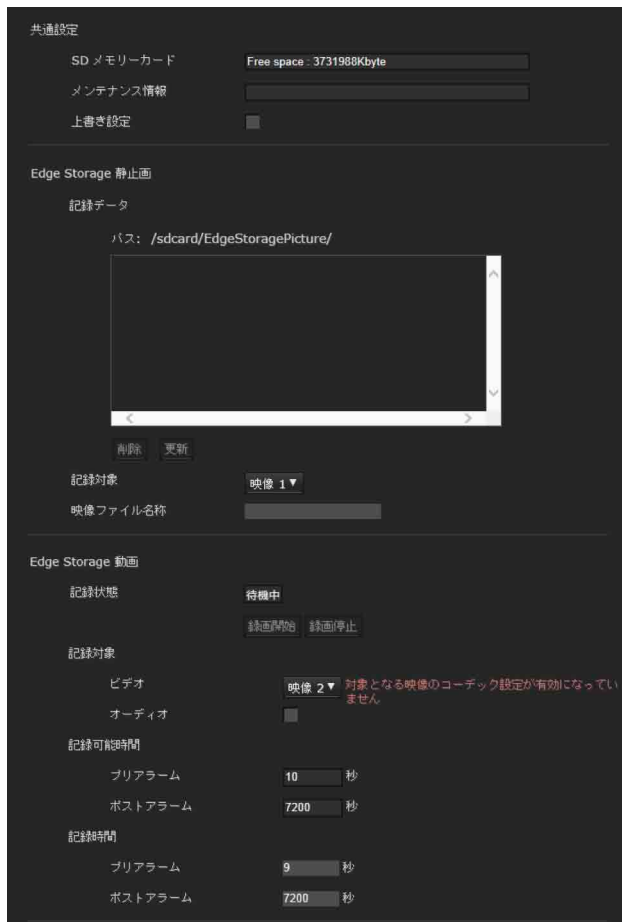 共通設定
SD メモリーカード Free space : 3731988Kbyte
メンテナンス情報
上書き設定
Edge Storage 静止画
記録データ
パス: /sdcard/EdgeStoragePicture/
削除 更新
記録対象 映像 1
映像ファイル名称
Edge Storage 動画
記録状態 待機中
録画開始 録画停止
記録対象
ビデオ 映像 2 対象となる映像のコーデック設定が有効になってい
ません
オーディオ
記録可能時間
プリアラーム 10 秒
ポストアラーム 7200 秒
記録時間
プリアラーム 9 秒
ポストアラーム 7200 秒